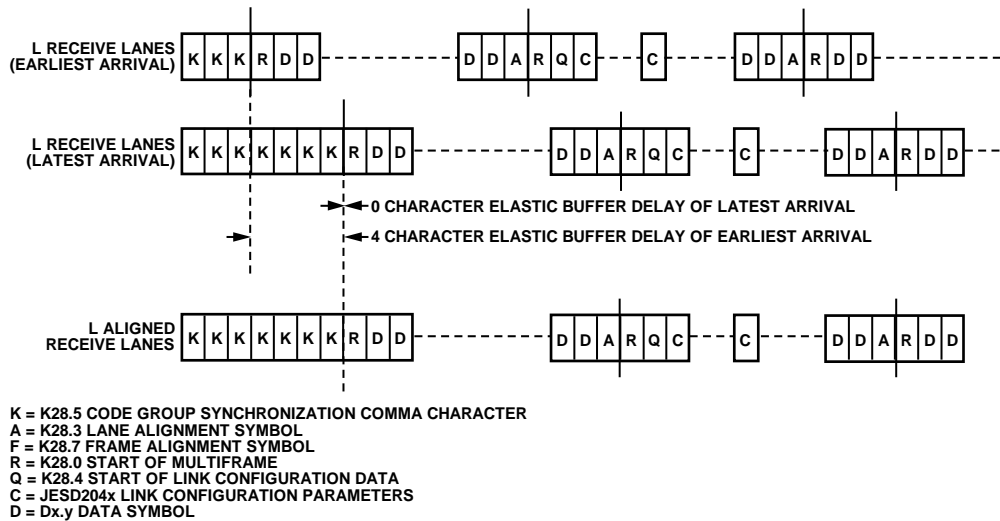 L RECEIVE LANES
(EARLIEST ARRIVAL)
K K K R D D
D D A R Q C
C
D D A R D D
L RECEIVE LANES
(LATEST ARRIVAL)
K K K K K K K R D D
D D A R Q C
C
D D A R D D
0 CHARACTER ELASTIC BUFFER DELAY OF LATEST ARRIVAL
4 CHARACTER ELASTIC BUFFER DELAY OF EARLIEST ARRIVAL
L ALIGNED
RECEIVE LANES
K K K K K K K R D D
D D A R Q C
C
D D A R D D
K = K28.5 CODE GROUP SYNCHRONIZATION COMMA CHARACTER
A = K28.3 LANE ALIGNMENT SYMBOL
F = K28.7 FRAME ALIGNMENT SYMBOL
R = K28.0 START OF MULTIFRAME
Q = K28.4 START OF LINK CONFIGURATION DATA
C = JESD204x LINK CONFIGURATION PARAMETERS
D = Dx.y DATA SYMBOL